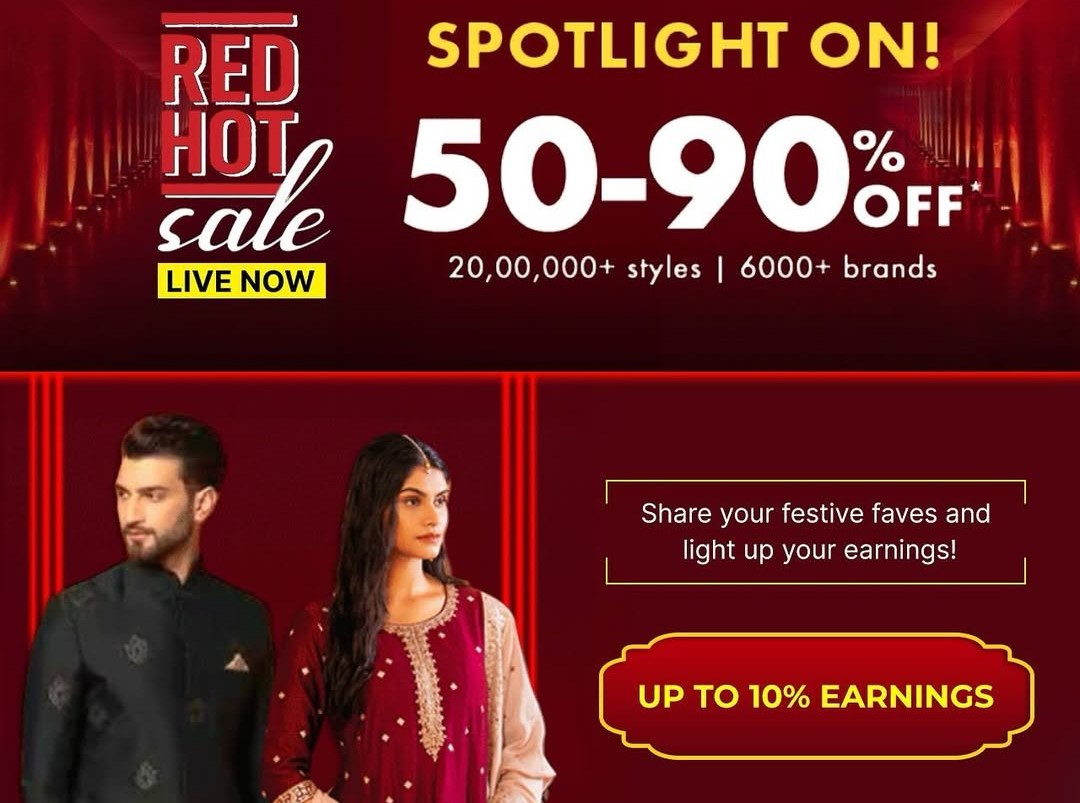 RED
HOT
sale
LIVE NOW
SPOTLIGHT ON!
50-90% OFF*
20,00,000+ styles | 6000+ brands
Share your festive faves and
light up your earnings!
UP TO 10% EARNINGS